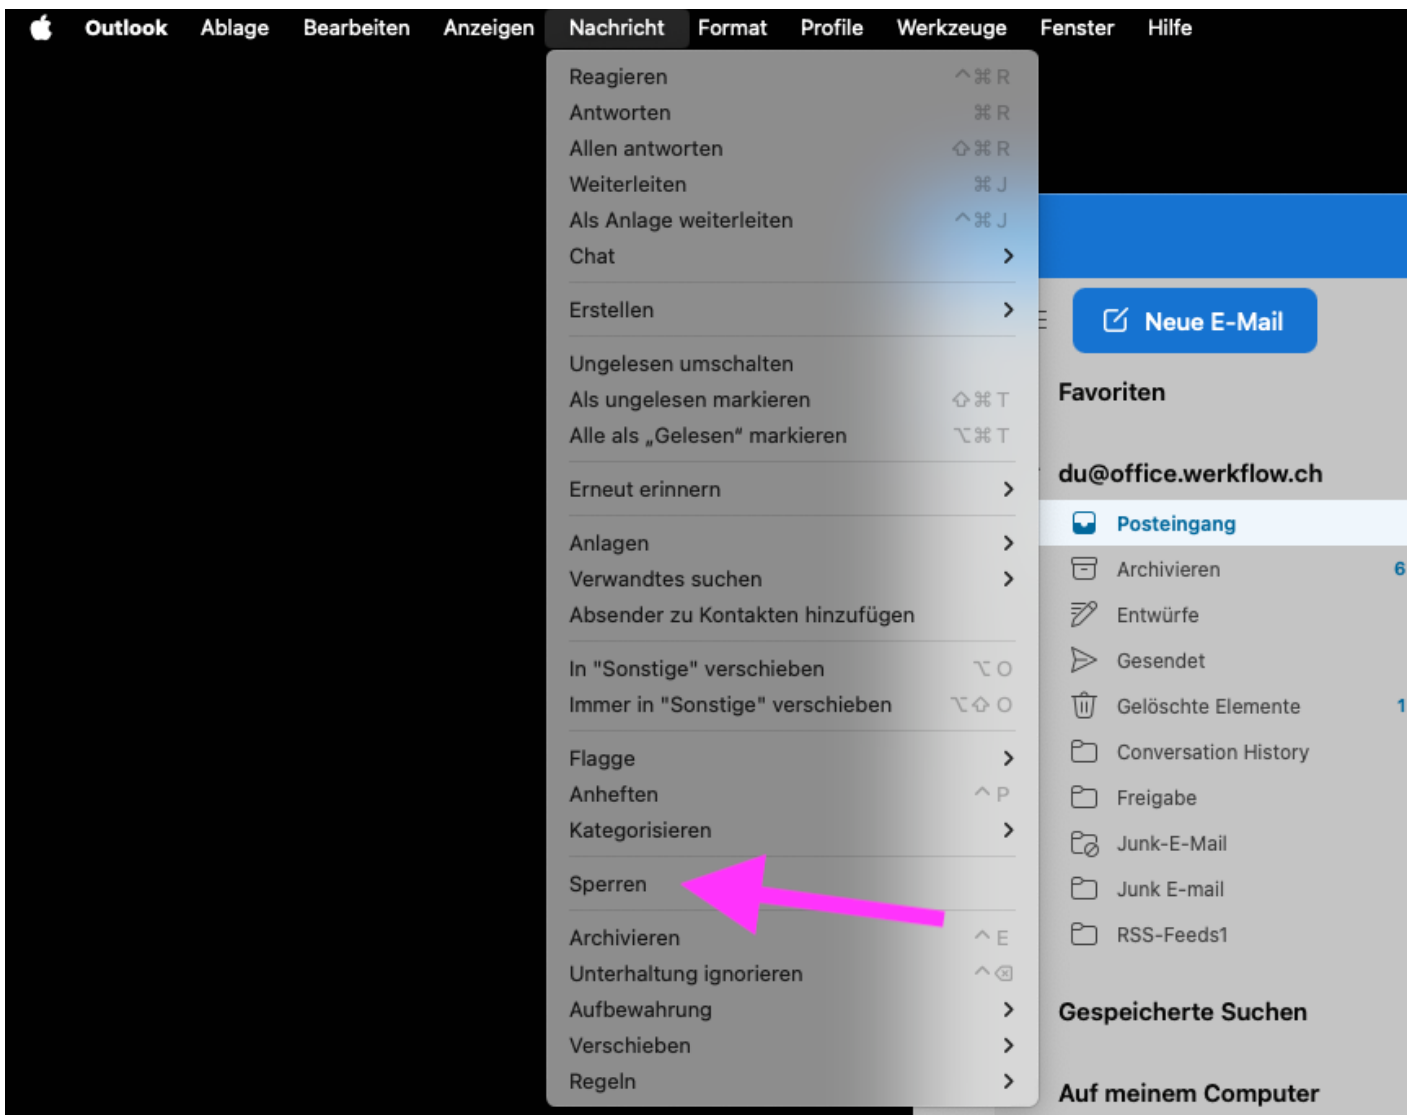 Outlook Ablage Bearbeiten Anzeigen Nachricht Format Profile Werkzeuge Fenster Hilfe
Reagieren ^⌘R
Antworten ⌘R
Allen antworten ⇧⌘R
Weiterleiten ⌘J
Als Anlage weiterleiten ^⌘J
Chat
Erstellen
Ungelesen umschalten
Als ungelesen markieren ⇧⌘T
Alle als „Gelesen“ markieren ⌥⌘T
Erneut erinnern
Anlagen
Verwandtes suchen
Absender zu Kontakten hinzufügen
In "Sonstige" verschieben ⌥O
Immer in "Sonstige" verschieben ⌥⇧O
Flagge
Anheften ^P
Kategorisieren
Sperren
Archivieren ^E
Unterhaltung ignorieren ^⌫
Aufbewahrung
Verschieben
Regeln
Neue E-Mail
Favoriten
du@office.werkflow.ch
Posteingang
Archivieren 6
Entwürfe
Gesendet
Gelöschte Elemente 1
Conversation History
Freigabe
Junk-E-Mail
Junk E-mail
RSS-Feeds1
Gespeicherte Suchen
Auf meinem Computer